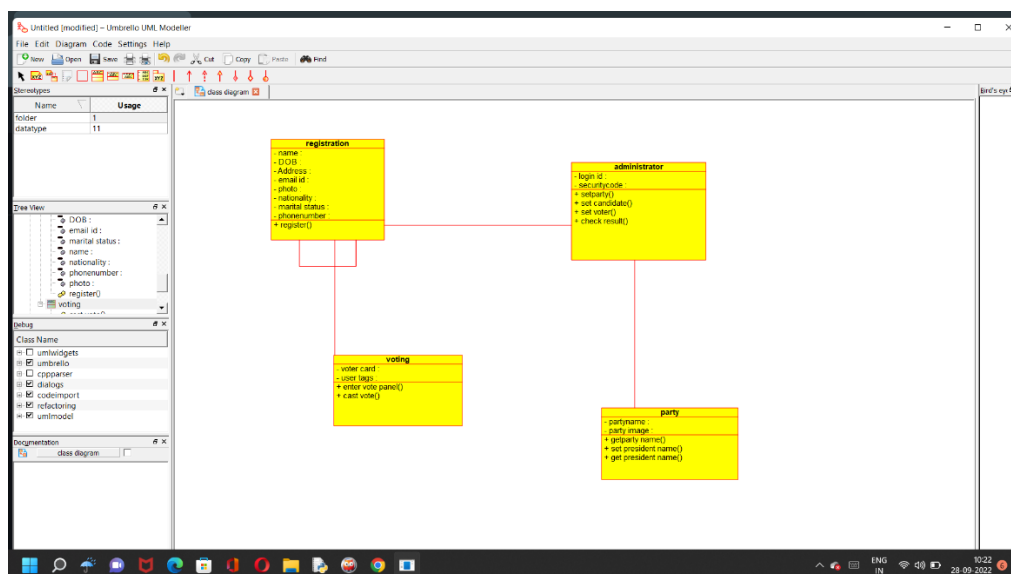 Untitled [modified] – Umbrello UML Modeller
File Edit Diagram Code Settings Help
New Open Save Cut Copy Paste Find
Stereotypes
class diagram
Bird's eye
Name Usage
folder 1
datatype 11
Tree View
DOB :
email id :
marital status :
name :
nationality :
phonenumber :
photo :
register()
voting
Debug
Class Name
umlwidgets
umbrello
cppparser
dialogs
codeimport
refactoring
umlmodel
Documentation
class diagram
registration
- name :
- DOB :
- Address :
- email id :
- photo :
- nationality :
- marital status :
- phonenumber :
+ register()
administrator
- login id :
- securitycode :
+ setparty()
+ set candidate()
+ set voter()
+ check result()
voting
- voter card :
- user tags :
+ enter vote panel()
+ cast vote()
party
- partyname :
- party image :
+ getparty name()
+ set president name()
+ get president name()
ENG
IN
10:22
28-09-2022
6